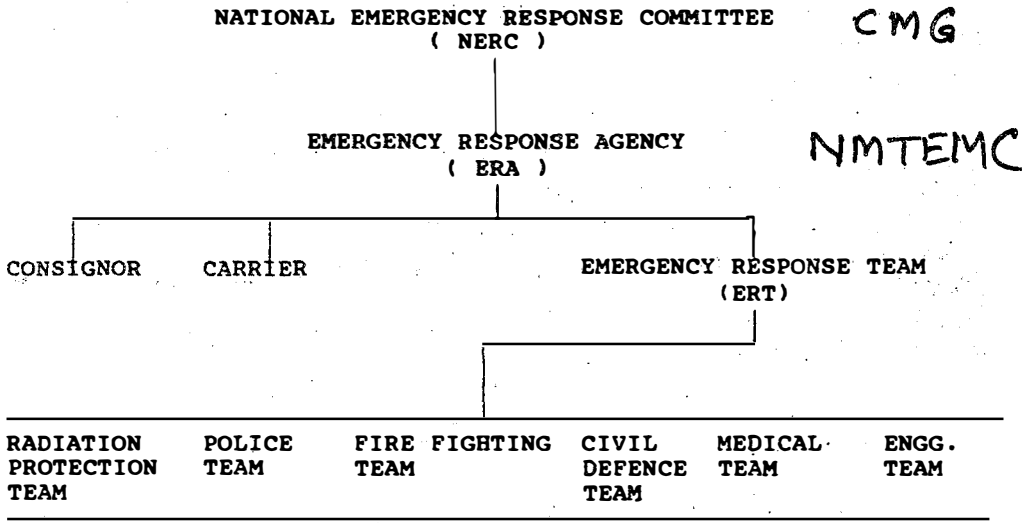 NATIONAL EMERGENCY RESPONSE COMMITTEE
( NERC )
CMG
EMERGENCY RESPONSE AGENCY
( ERA )
NMTEMC
CONSIGNOR CARRIER EMERGENCY RESPONSE TEAM
(ERT)
RADIATION POLICE FIRE FIGHTING CIVIL MEDICAL ENGG.
PROTECTION TEAM TEAM DEFENCE TEAM TEAM
TEAM TEAM